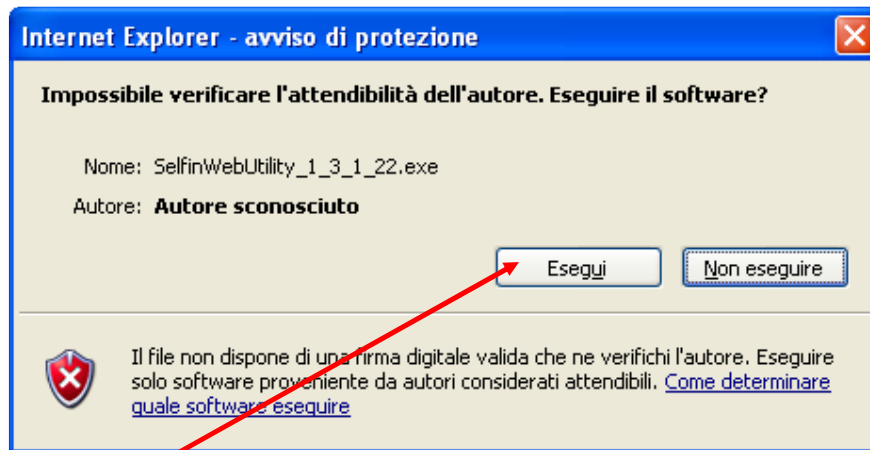 Internet Explorer - avviso di protezione
Impossibile verificare l'attendibilità dell'autore. Eseguire il software?
Nome: SelfinWebUtility_1_3_1_22.exe
Autore: Autore sconosciuto
Esegui Non eseguire
Il file non dispone di una firma digitale valida che ne verifichi l'autore. Eseguire
solo software proveniente da autori considerati attendibili. Come determinare
quale software eseguire